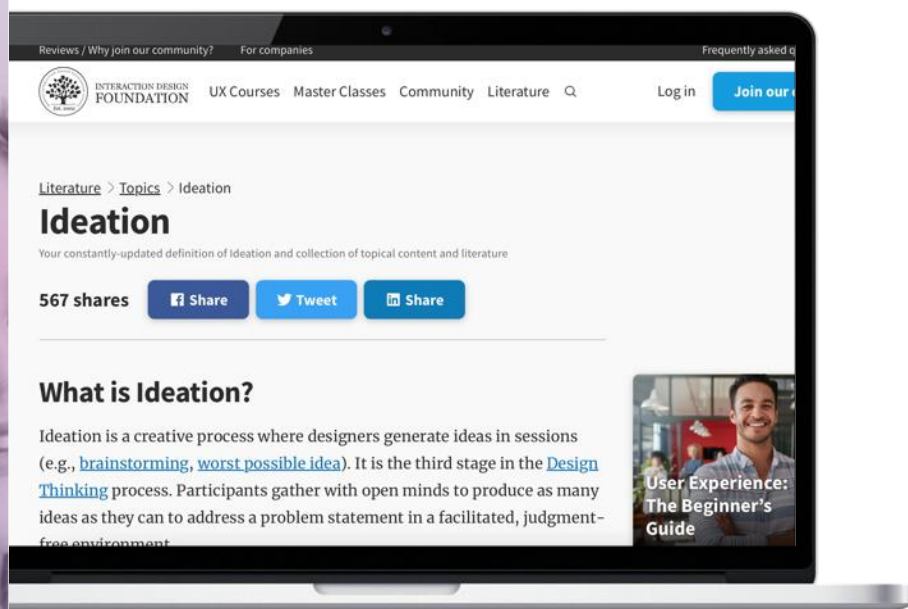 Reviews / Why join our community? For companies Frequently asked q
INTERACTION DESIGN
FOUNDATION
UX Courses Master Classes Community Literature Log in Join our
Literature > Topics > Ideation
Ideation
Your constantly-updated definition of Ideation and collection of topical content and literature
567 shares Share Tweet Share
What is Ideation?
Ideation is a creative process where designers generate ideas in sessions
(e.g., brainstorming, worst possible idea). It is the third stage in the Design
Thinking process. Participants gather with open minds to produce as many
ideas as they can to address a problem statement in a facilitated, judgment-
free environment.
User Experience:
The Beginner's
Guide